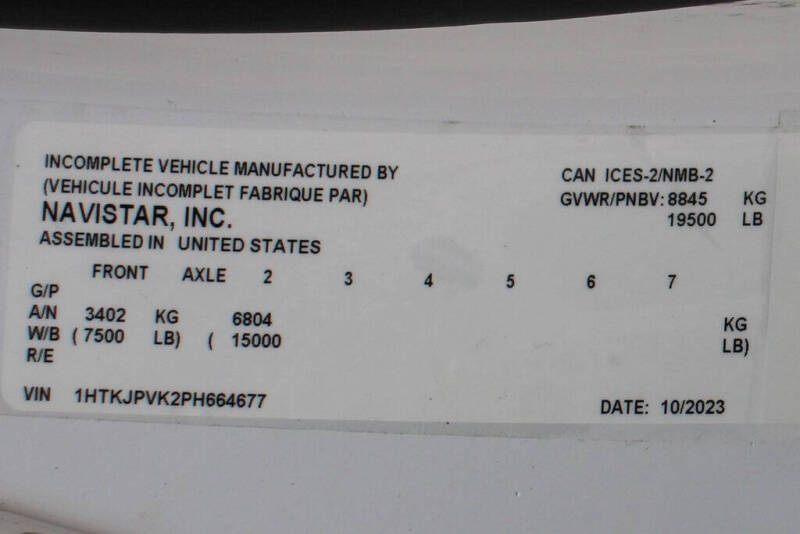 INCOMPLETE VEHICLE MANUFACTURED BY
(VEHICULE INCOMPLET FABRIQUE PAR)
NAVISTAR, INC.
ASSEMBLED IN UNITED STATES
CAN ICES-2/NMB-2
GVWR/PNBV: 8845 KG
19500 LB
FRONT AXLE 2 3 4 5 6 7
G/P
A/N 3402 KG 6804 KG
W/B (7500 LB) ( 15000 LB)
R/E
VIN 1HTKJPVK2PH664677
DATE: 10/2023